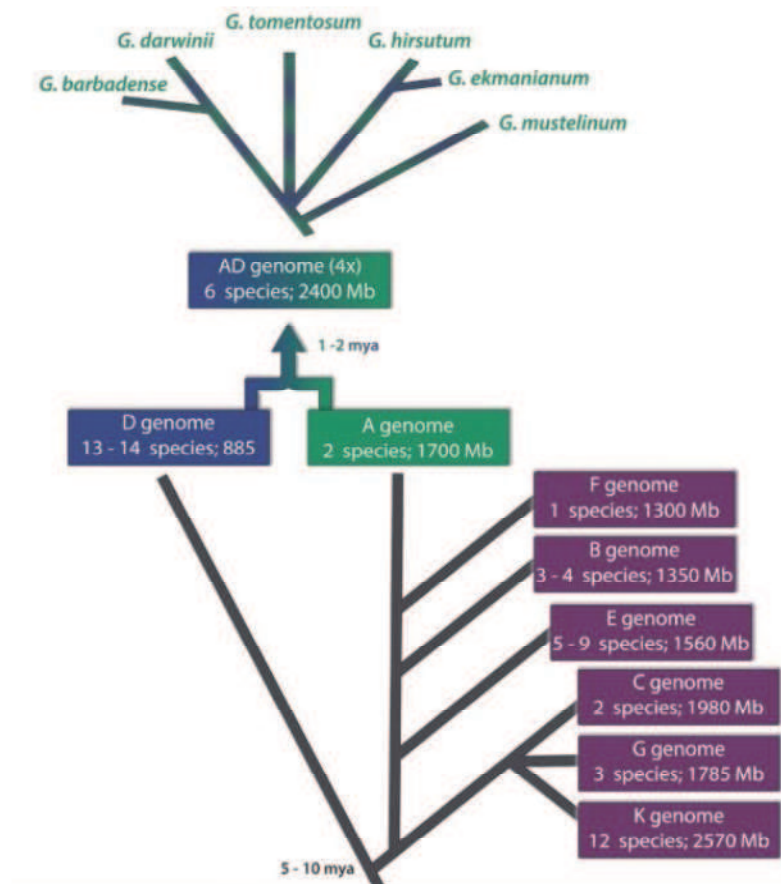 G. tomentosum
G. darwinii
G. hirsutum
G. barbadense
G. ekmanianum
G. mustelinum
AD genome (4x)
6 species; 2400 Mb
1 -2 mya
D genome
13 - 14 species; 885
A genome
2 species; 1700 Mb
F genome
1 species; 1300 Mb
B genome
3 - 4 species; 1350 Mb
E genome
5 - 9 species; 1560 Mb
C genome
2 species; 1980 Mb
G genome
3 species; 1785 Mb
K genome
12 species; 2570 Mb
5 - 10 mya